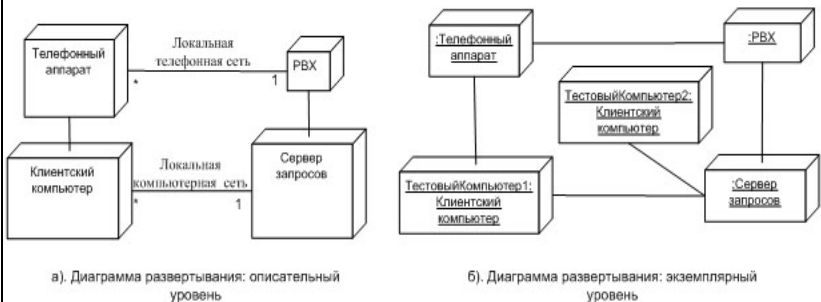 Телефонный
аппарат
Локальная
телефонная сеть
*
1
PBX
Клиентский
компьютер
Локальная
компьютерная сеть
*
1
Сервер
запросов
а). Диаграмма развертывания: описательный
уровень
:Телефонный
аппарат
:PBX
ТестовыйКомпьютер2:
Клиентский
компьютер
ТестовыйКомпьютер1:
Клиентский
компьютер
:Сервер
запросов
б). Диаграмма развертывания: экземплярный
уровень